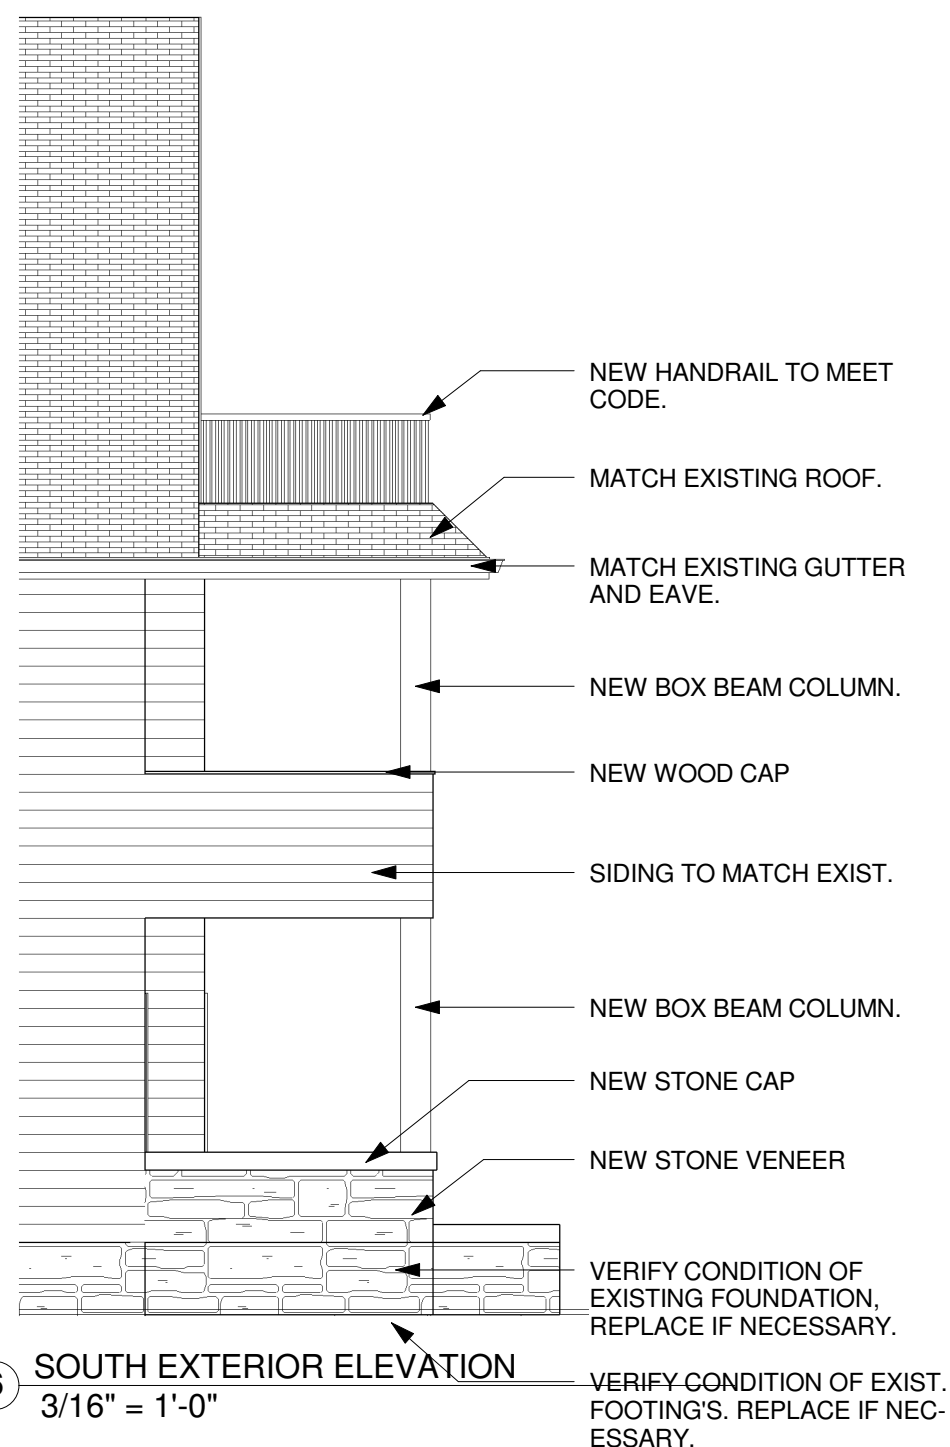 NEW HANDRAIL TO MEET
CODE.
MATCH EXISTING ROOF.
MATCH EXISTING GUTTER
AND EAVE.
NEW BOX BEAM COLUMN.
NEW WOOD CAP
SIDING TO MATCH EXIST.
NEW BOX BEAM COLUMN.
NEW STONE CAP
NEW STONE VENEER
VERIFY CONDITION OF
EXISTING FOUNDATION,
REPLACE IF NECESSARY.
VERIFY CONDITION OF EXIST.
FOOTING'S. REPLACE IF NEC-
ESSARY.
SOUTH EXTERIOR ELEVATION
3/16" = 1'-0"